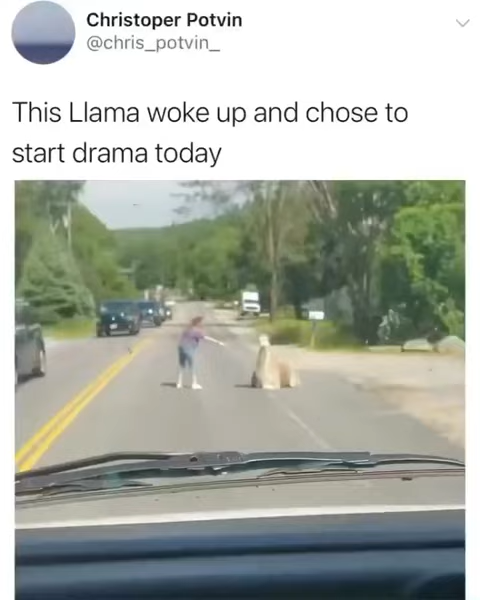 Christoper Potvin
@chris_potvin_
This Llama woke up and chose to
start drama today